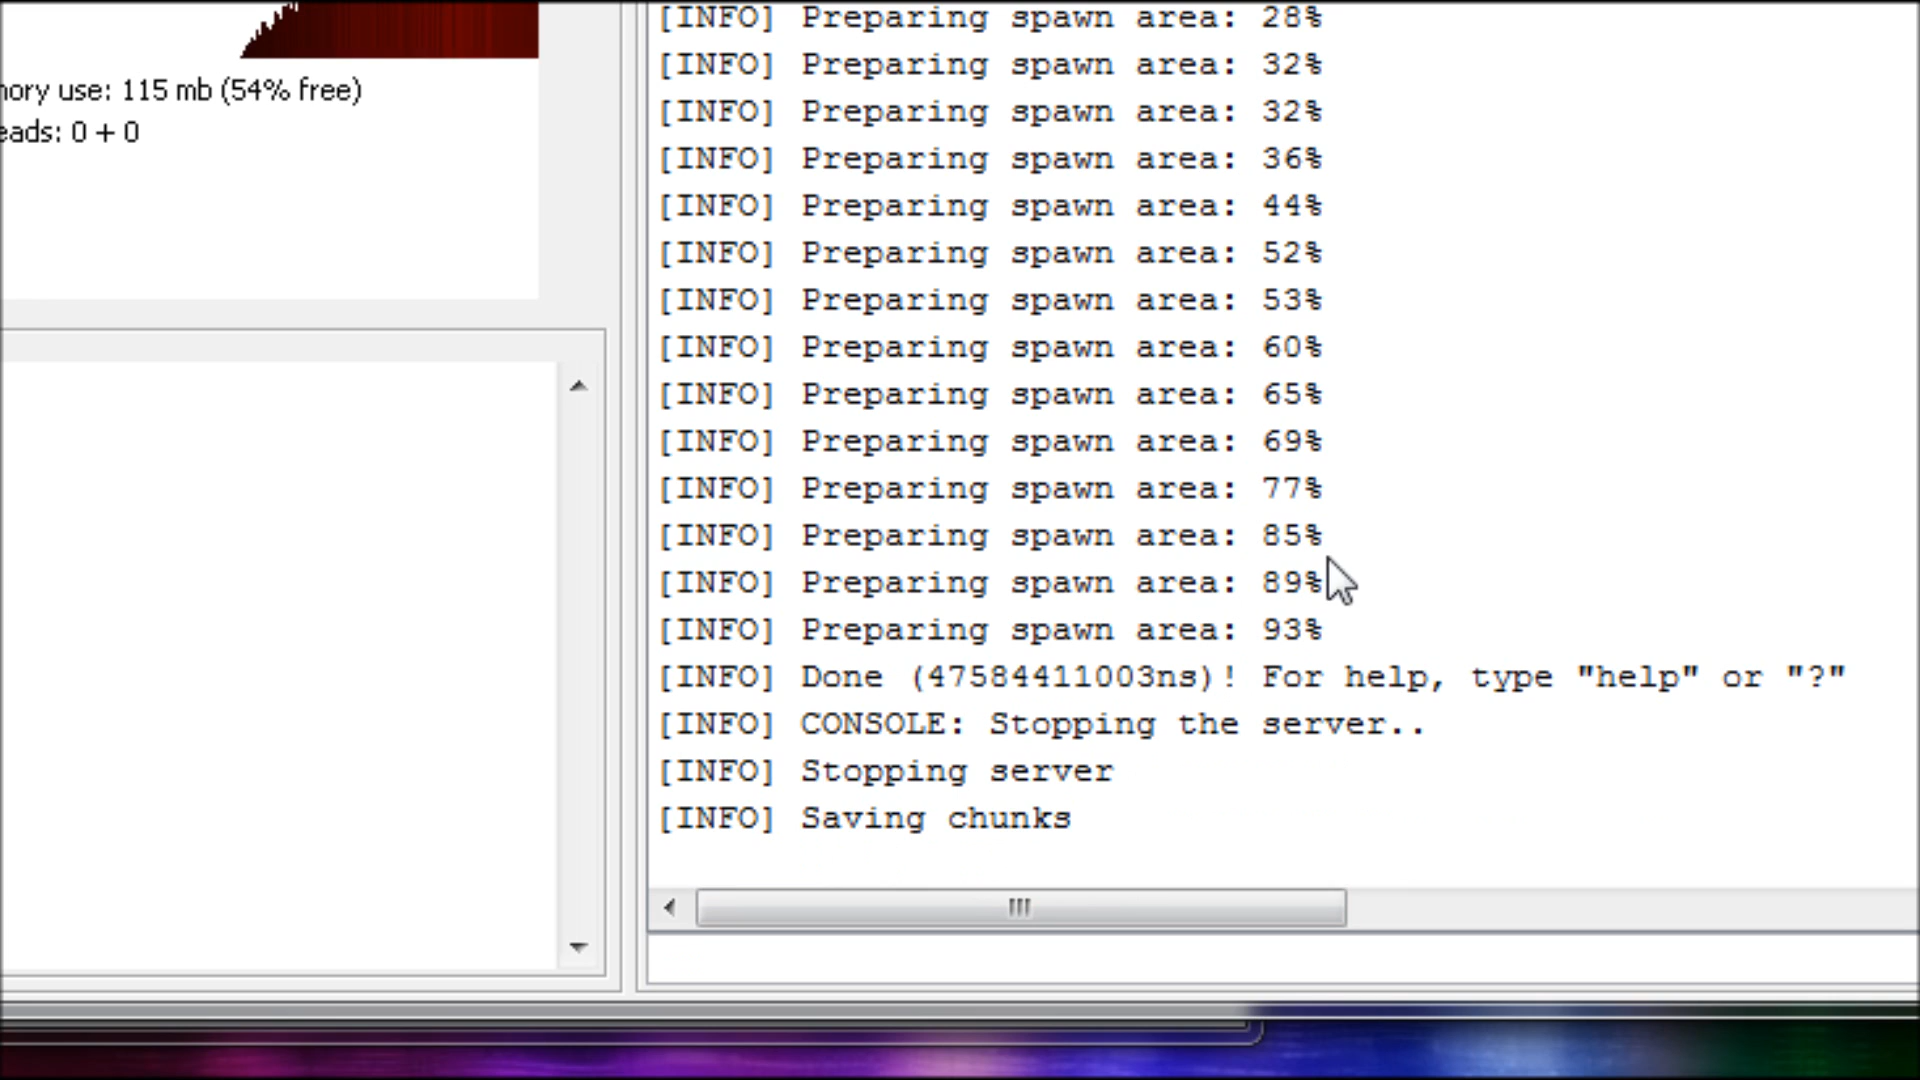 mory use: 115 mb (54% free)
eads: 0 + 0
[INFO] Preparing spawn area: 28%
[INFO] Preparing spawn area: 32%
[INFO] Preparing spawn area: 32%
[INFO] Preparing spawn area: 36%
[INFO] Preparing spawn area: 44%
[INFO] Preparing spawn area: 52%
[INFO] Preparing spawn area: 53%
[INFO] Preparing spawn area: 60%
[INFO] Preparing spawn area: 65%
[INFO] Preparing spawn area: 69%
[INFO] Preparing spawn area: 77%
[INFO] Preparing spawn area: 85%
[INFO] Preparing spawn area: 89%
[INFO] Preparing spawn area: 93%
[INFO] Done (47584411003ns)! For help, type "help" or "?"
[INFO] CONSOLE: Stopping the server..
[INFO] Stopping server
[INFO] Saving chunks